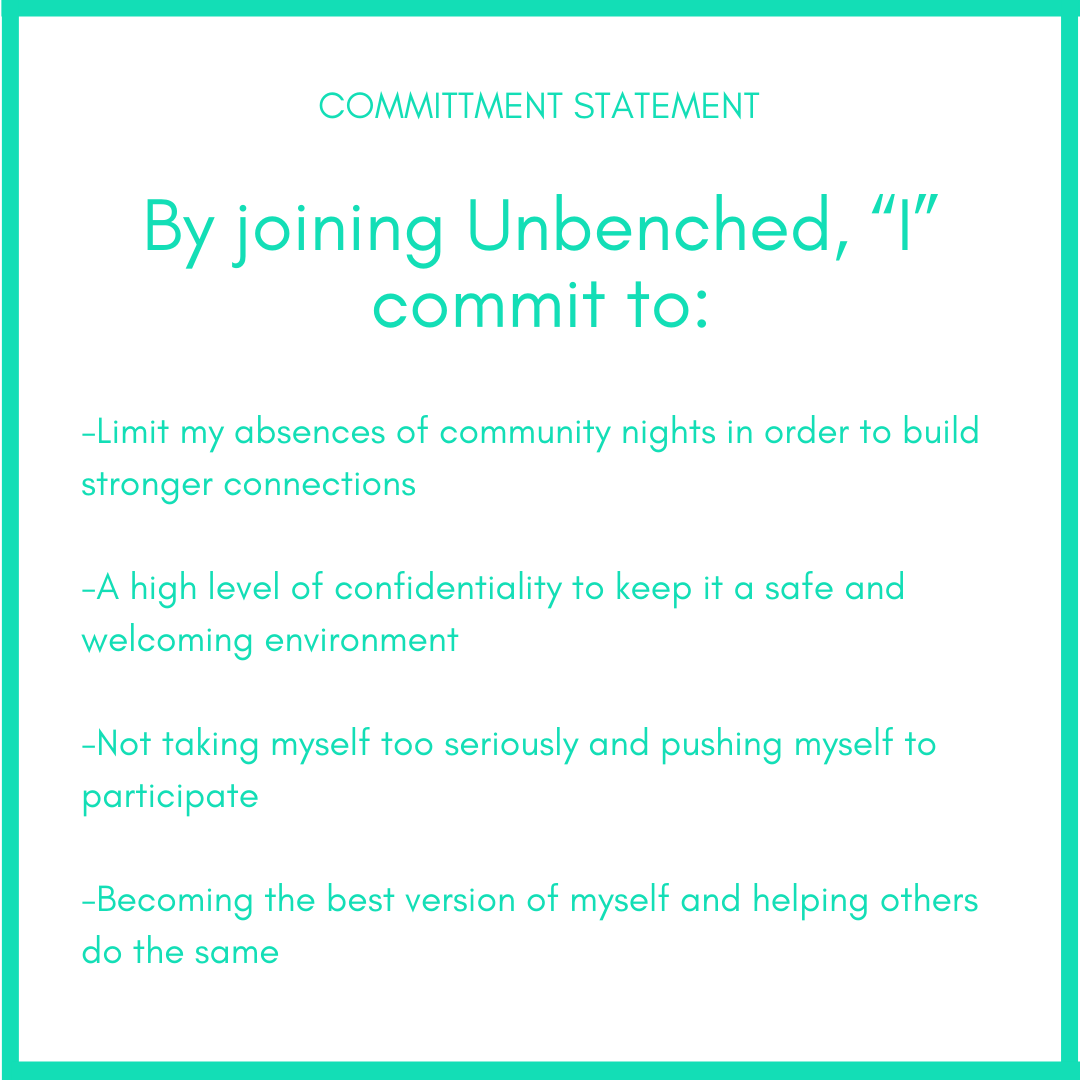 COMMITTMENT STATEMENT
By joining Unbenched, “I”
commit to:
-Limit my absences of community nights in order to build
stronger connections
-A high level of confidentiality to keep it a safe and
welcoming environment
-Not taking myself too seriously and pushing myself to
participate
-Becoming the best version of myself and helping others
do the same